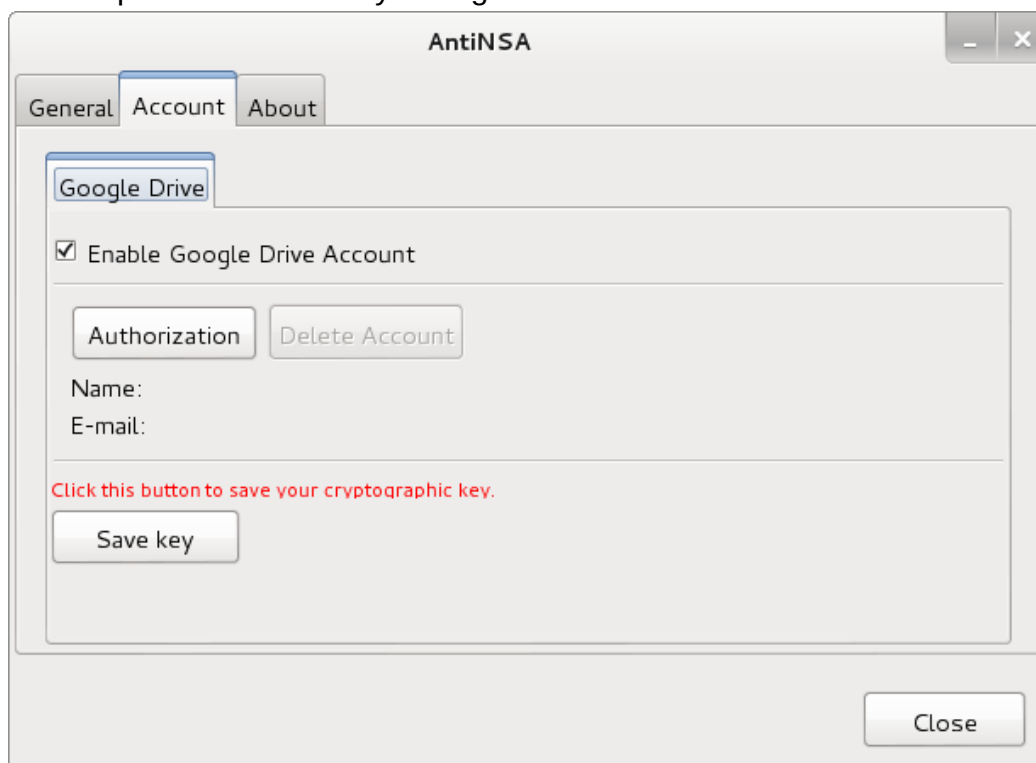 AntiNSA
General Account About
Google Drive
Enable Google Drive Account
Authorization Delete Account
Name:
E-mail:
Click this button to save your cryptographic key.
Save key
Close